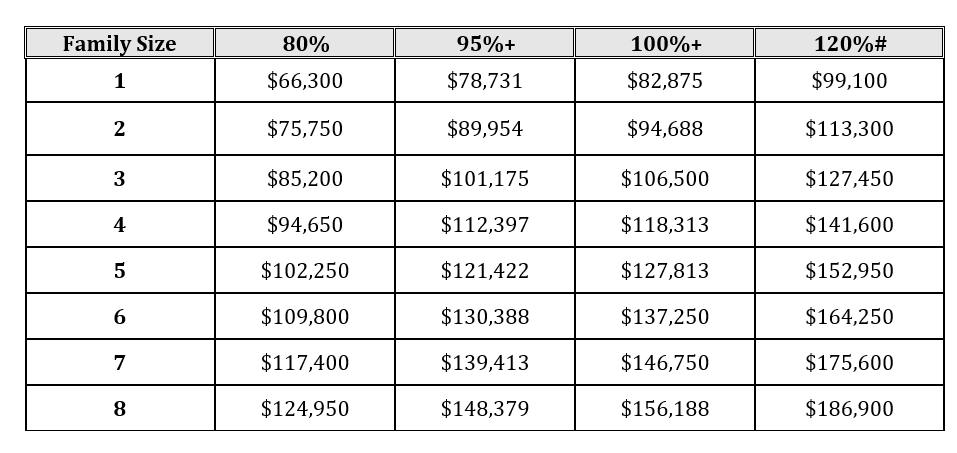 Family Size 80% 95%+ 100%+ 120%#
1 $66,300 $78,731 $82,875 $99,100
2 $75,750 $89,954 $94,688 $113,300
3 $85,200 $101,175 $106,500 $127,450
4 $94,650 $112,397 $118,313 $141,600
5 $102,250 $121,422 $127,813 $152,950
6 $109,800 $130,388 $137,250 $164,250
7 $117,400 $139,413 $146,750 $175,600
8 $124,950 $148,379 $156,188 $186,900